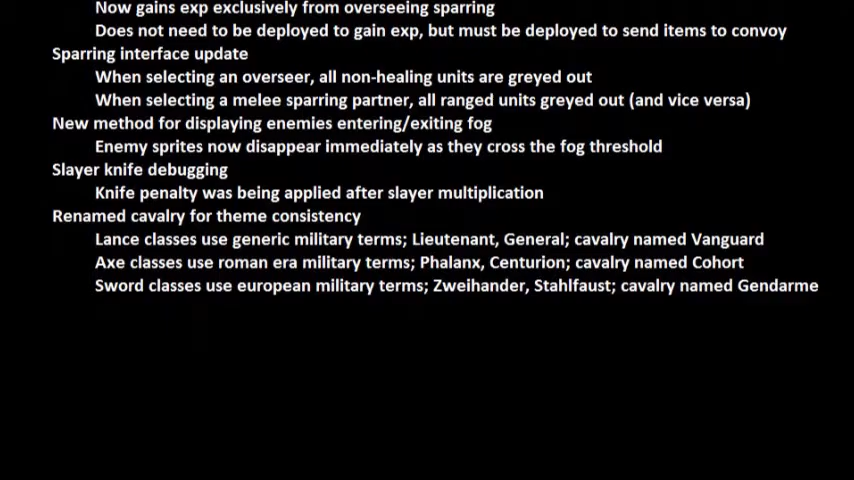 Now gains exp exclusively from overseeing sparring
Does not need to be deployed to gain exp, but must be deployed to send items to convoy
Sparring interface update
When selecting an overseer, all non-healing units are greyed out
When selecting a melee sparring partner, all ranged units greyed out (and vice versa)
New method for displaying enemies entering/exiting fog
Enemy sprites now disappear immediately as they cross the fog threshold
Slayer knife debugging
Knife penalty was being applied after slayer multiplication
Renamed cavalry for theme consistency
Lance classes use generic military terms; Lieutenant, General; cavalry named Vanguard
Axe classes use roman era military terms; Phalanx, Centurion; cavalry named Cohort
Sword classes use european military terms; Zweihander, Stahlfaust; cavalry named Gendarme